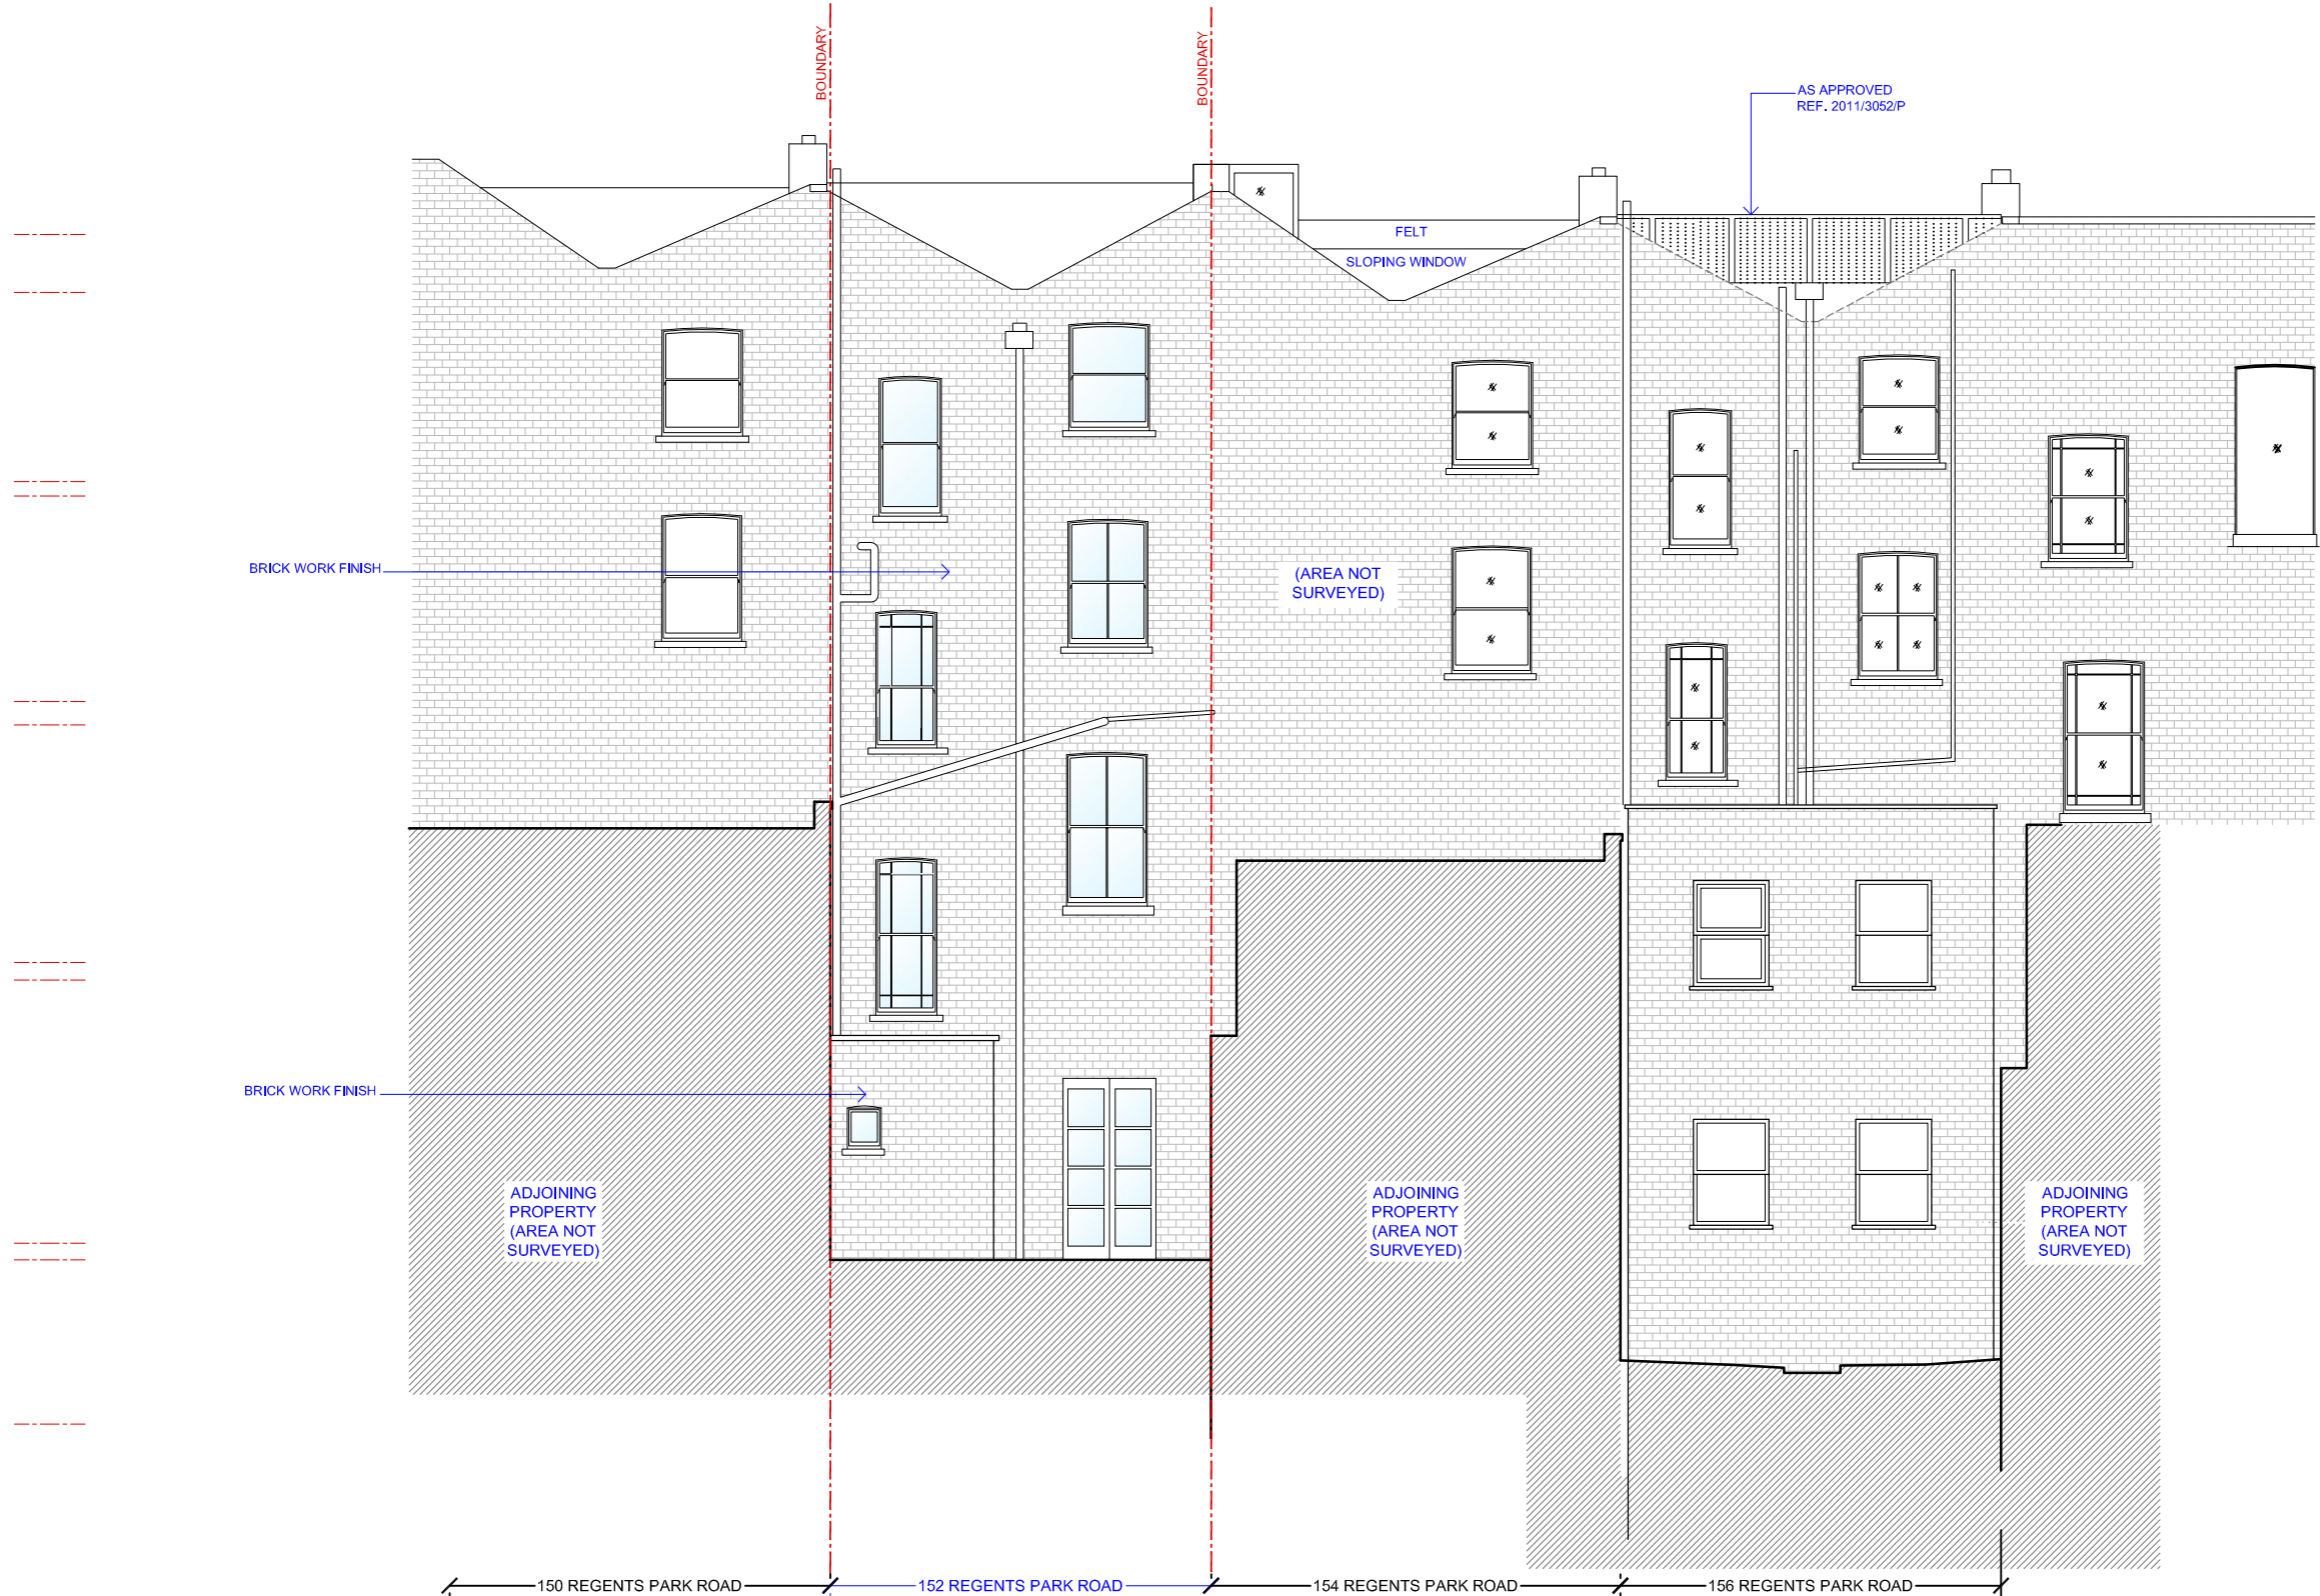 BOUNDARY
BOUNDARY
AS APPROVED
REF. 2011/3052/P
FELT
SLOPING WINDOW
BRICK WORK FINISH
(AREA NOT
SURVEYED)
BRICK WORK FINISH
ADJOINING
PROPERTY
(AREA NOT
SURVEYED)
ADJOINING
PROPERTY
(AREA NOT
SURVEYED)
ADJOINING
PROPERTY
(AREA NOT
SURVEYED)
150 REGENTS PARK ROAD
152 REGENTS PARK ROAD
154 REGENTS PARK ROAD
156 REGENTS PARK ROAD